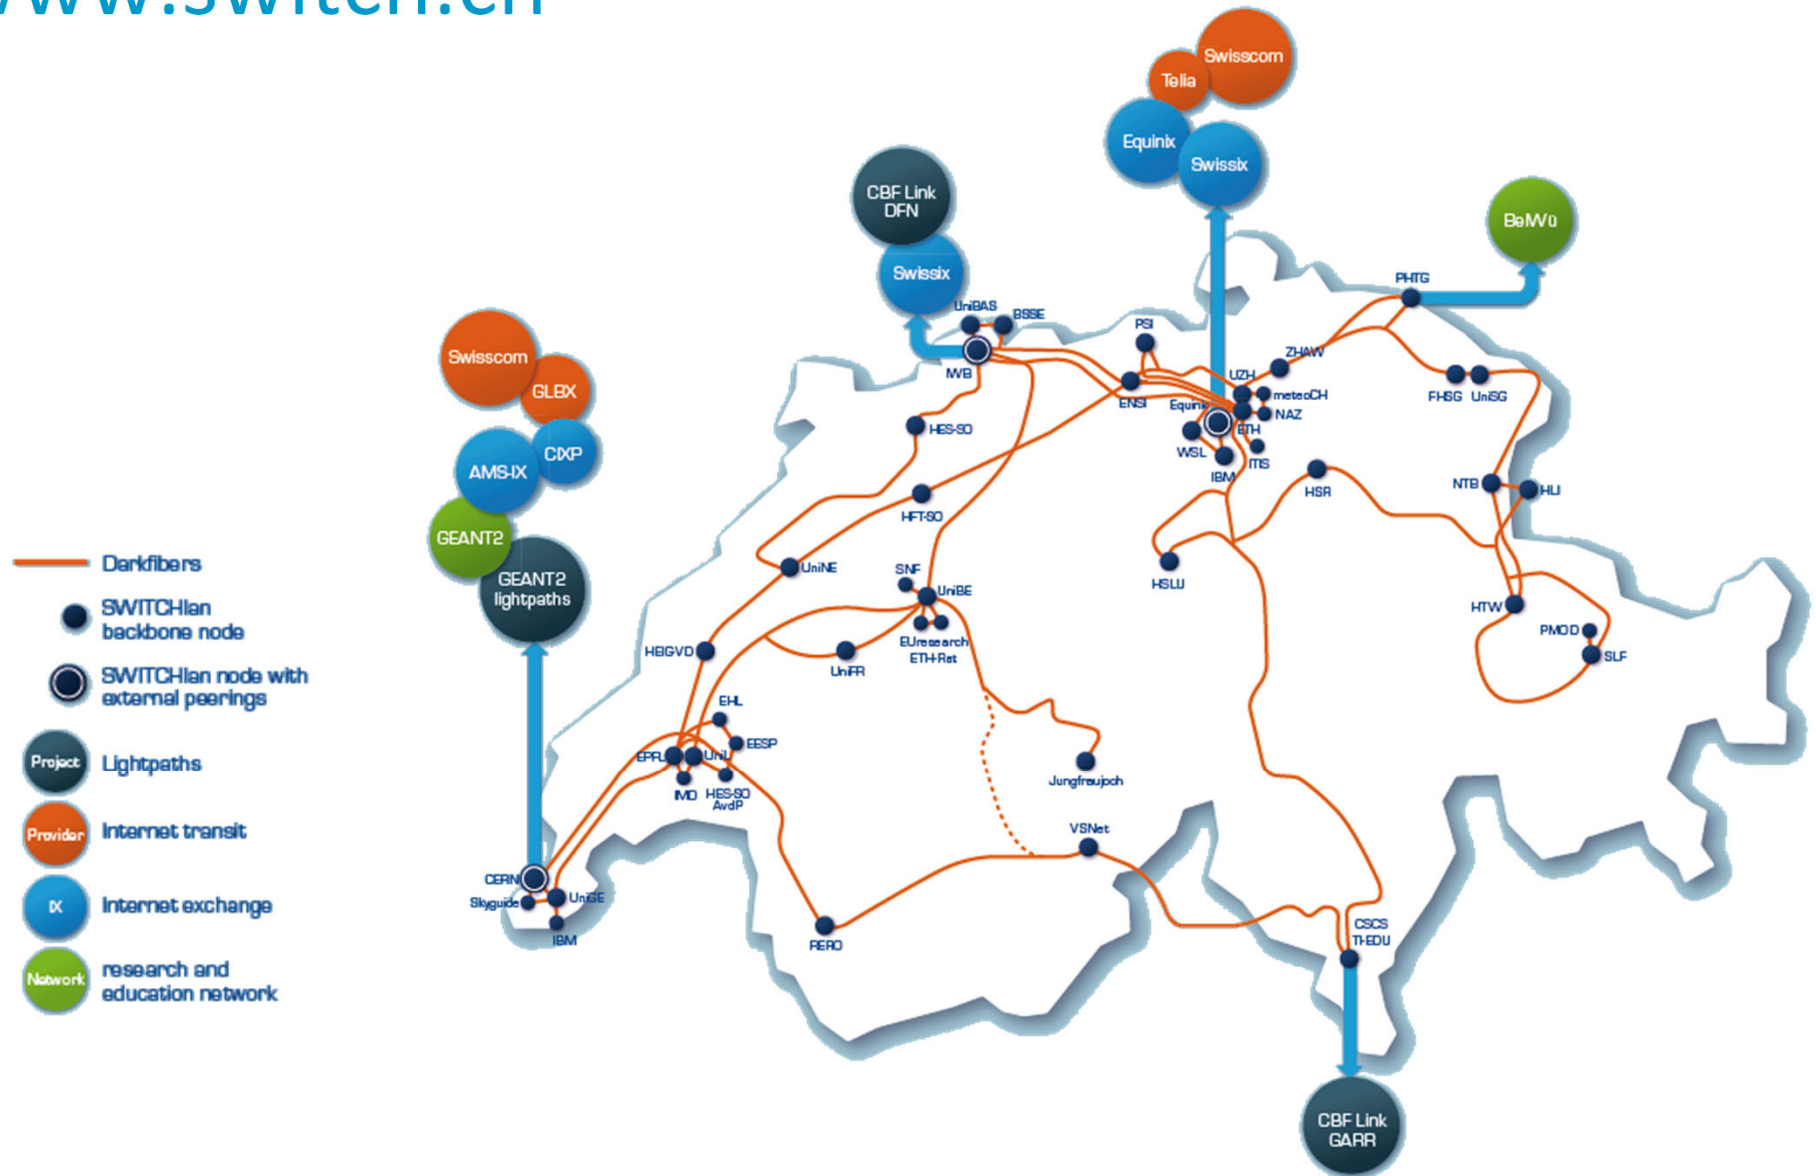 www.switch.ch
Swisscom
Telia
Equinix
Swissix
CBF Link
DFN
Swissix
BelWü
PHTG
UniBAS
BSSE
IWB
PSI
ENSI
ZHAW
UZH
meteoCH
NAZ
Equinix
ETH
WSL
IBM
ITIS
FHSG
UniSG
Swisscom
GLBX
CIXP
AMS-IX
GEANT2
GEANT2
lightpaths
HES-SO
HFT-SO
HSR
NTB
HLI
HSLU
UniNE
SNF
UniBE
EUresearch
ETH-Rat
HTW
PMOD
SLF
HEIGVD
UniFR
EHL
EESP
EPFL
UniL
IMD
HES-SO
AvdP
Jungfraujoch
VSNet
CERN
Skyguide
UniGE
IBM
RERO
CSCS
TI-EDU
CBF Link
GARR
Darkfibers
SWITCHlan
backbone node
SWITCHlan node with
external peerings
Project
Lightpaths
Provider
Internet transit
IX
Internet exchange
Network
research and
education network